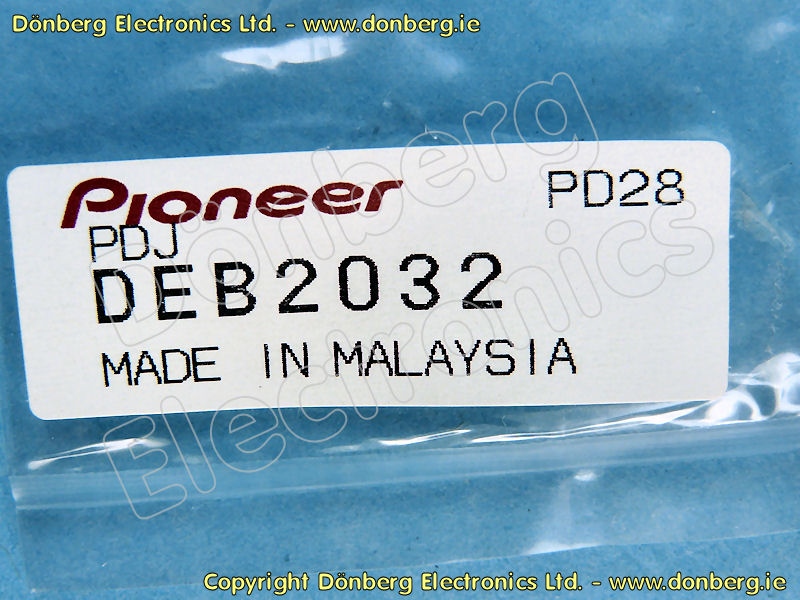 Dönberg Electronics Ltd. - www.donberg.ie
Pioneer PD28
PDJ
DEB2032
MADE IN MALAYSIA
Dönberg
Electronics
Copyright Dönberg Electronics Ltd. - www.donberg.ie